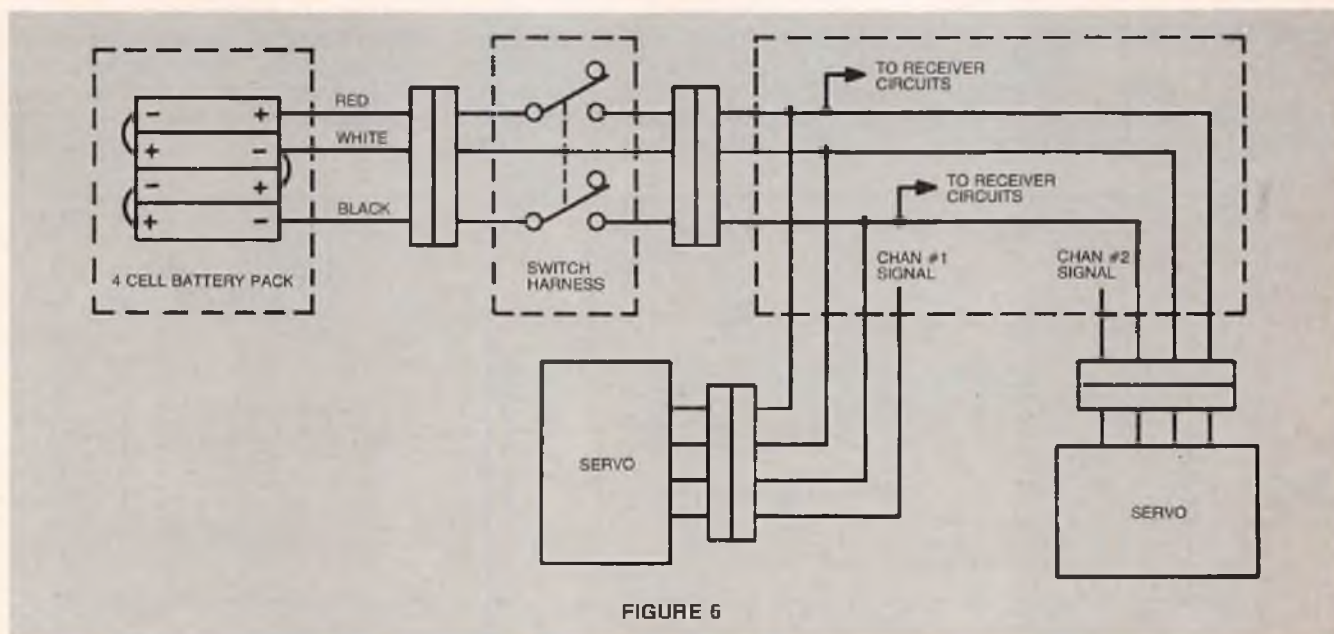 TO RECEIVER
CIRCUITS
RED
WHITE
BLACK
- +
+ -
- +
+ -
4 CELL BATTERY PACK
SWITCH
HARNESS
TO RECEIVER
CIRCUITS
CHAN #1
SIGNAL
CHAN #2
SIGNAL
SERVO
SERVO
FIGURE 6